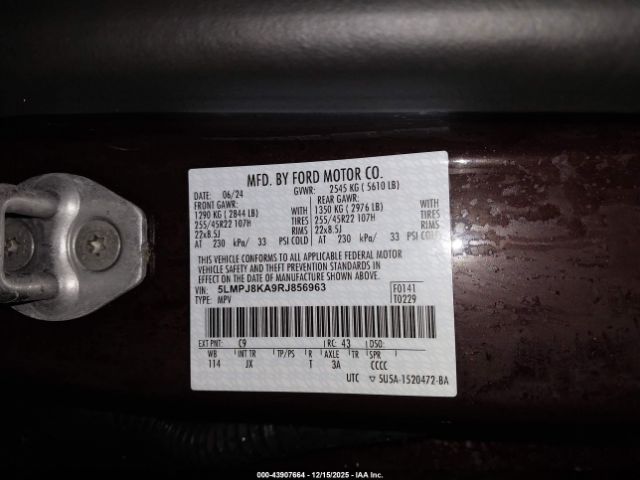 MFD. BY FORD MOTOR CO.
DATE: 06/24 GVWR: 2545 KG ( 5610 LB)
FRONT GAWR: REAR GAWR:
1290 KG ( 2844 LB) WITH 1350 KG ( 2976 LB) WITH
255/45R22 107H TIRES 255/45R22 107H TIRES
22x8.5J RIMS 22x8.5J RIMS
AT 230 kPa/ 33 PSI COLD AT 230 kPa/ 33 PSI COLD
THIS VEHICLE CONFORMS TO ALL APPLICABLE FEDERAL MOTOR
VEHICLE SAFETY AND THEFT PREVENTION STANDARDS IN
EFFECT ON THE DATE OF MANUFACTURE SHOWN ABOVE.
VIN: 5LMPJ8KA9RJ856963 F0141
TYPE: MPV T0229
EXT PNT: C9 RC: 43 DSO:
WB INT TR TP/PS R AXLE TR SPR
114 JX T 3A CCCC
UTC ▽ SU5A-1520472-BA
000-43907664 - 12/15/2025 - IAA Inc.